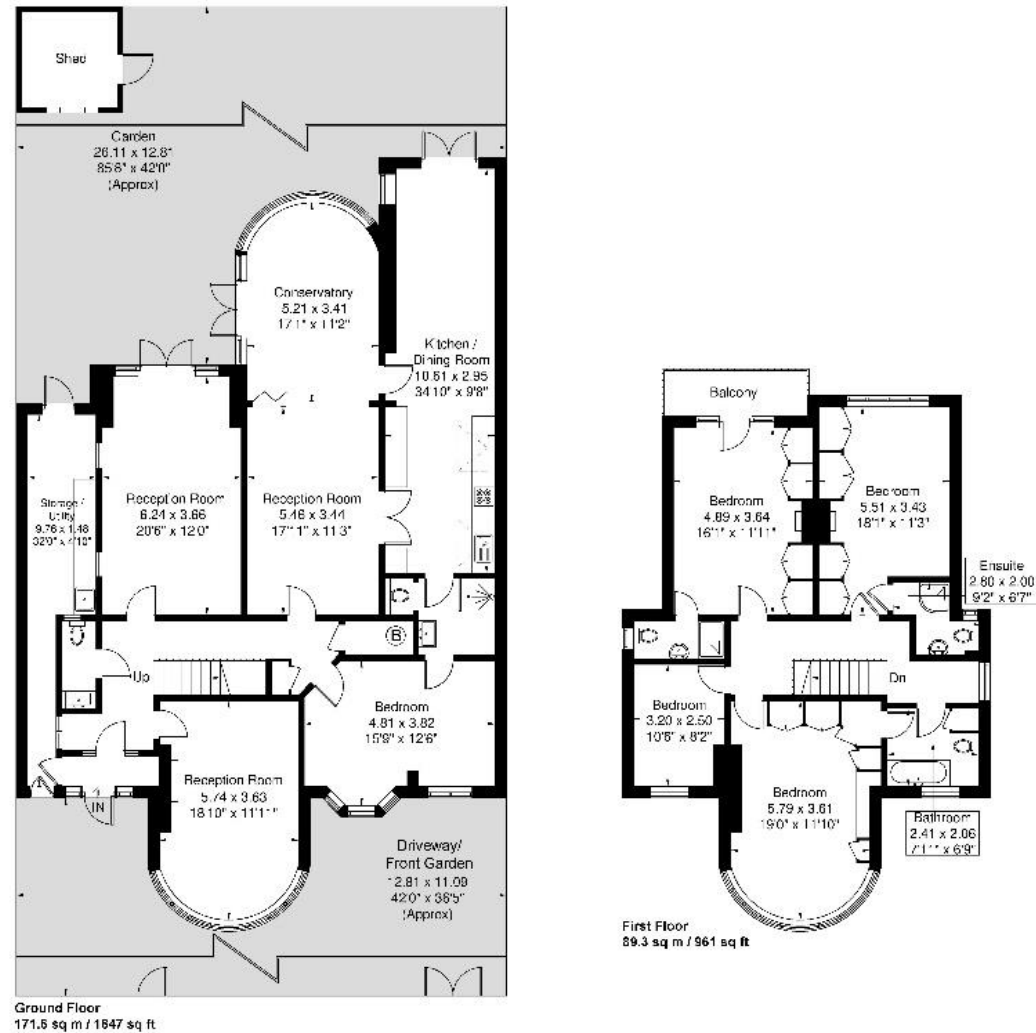 Shed
Garden
26.11 x 12.81
85'8" x 42'0"
(Approx)
Conservatory
5.21 x 3.41
17'1" x 11'2"
Kitchen /
Dining Room
10.61 x 2.95
34'10" x 9'8"
Storage /
Utility
9.76 x 1.48
32'0" x 4'10"
Reception Room
6.24 x 3.66
20'6" x 12'0"
Reception Room
5.46 x 3.44
17'11" x 11'3"
B
Up
Bedroom
4.81 x 3.82
15'9" x 12'6"
Reception Room
5.74 x 3.63
18'10" x 11'11"
IN
Driveway/
Front Garden
12.81 x 11.09
42'0" x 36'5"
(Approx)
Ground Floor
171.6 sq m / 1847 sq ft
Balcony
Bedroom
4.89 x 3.64
16'1" x 11'11"
Bedroom
5.51 x 3.43
18'1" x 11'3"
Ensuite
2.80 x 2.00
9'2" x 6'7"
Dn
Bedroom
3.20 x 2.50
10'6" x 8'2"
Bedroom
5.79 x 3.61
19'0" x 11'10"
Bathroom
2.41 x 2.06
7'11" x 6'9"
First Floor
89.3 sq m / 961 sq ft